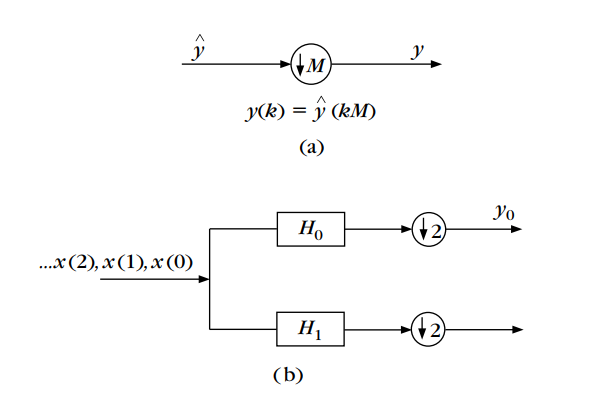 ŷ
y
↓M
y(k) = ŷ (kM)
(a)
y₀
H₀
↓2
...x(2), x(1), x(0)
H₁
↓2
(b)